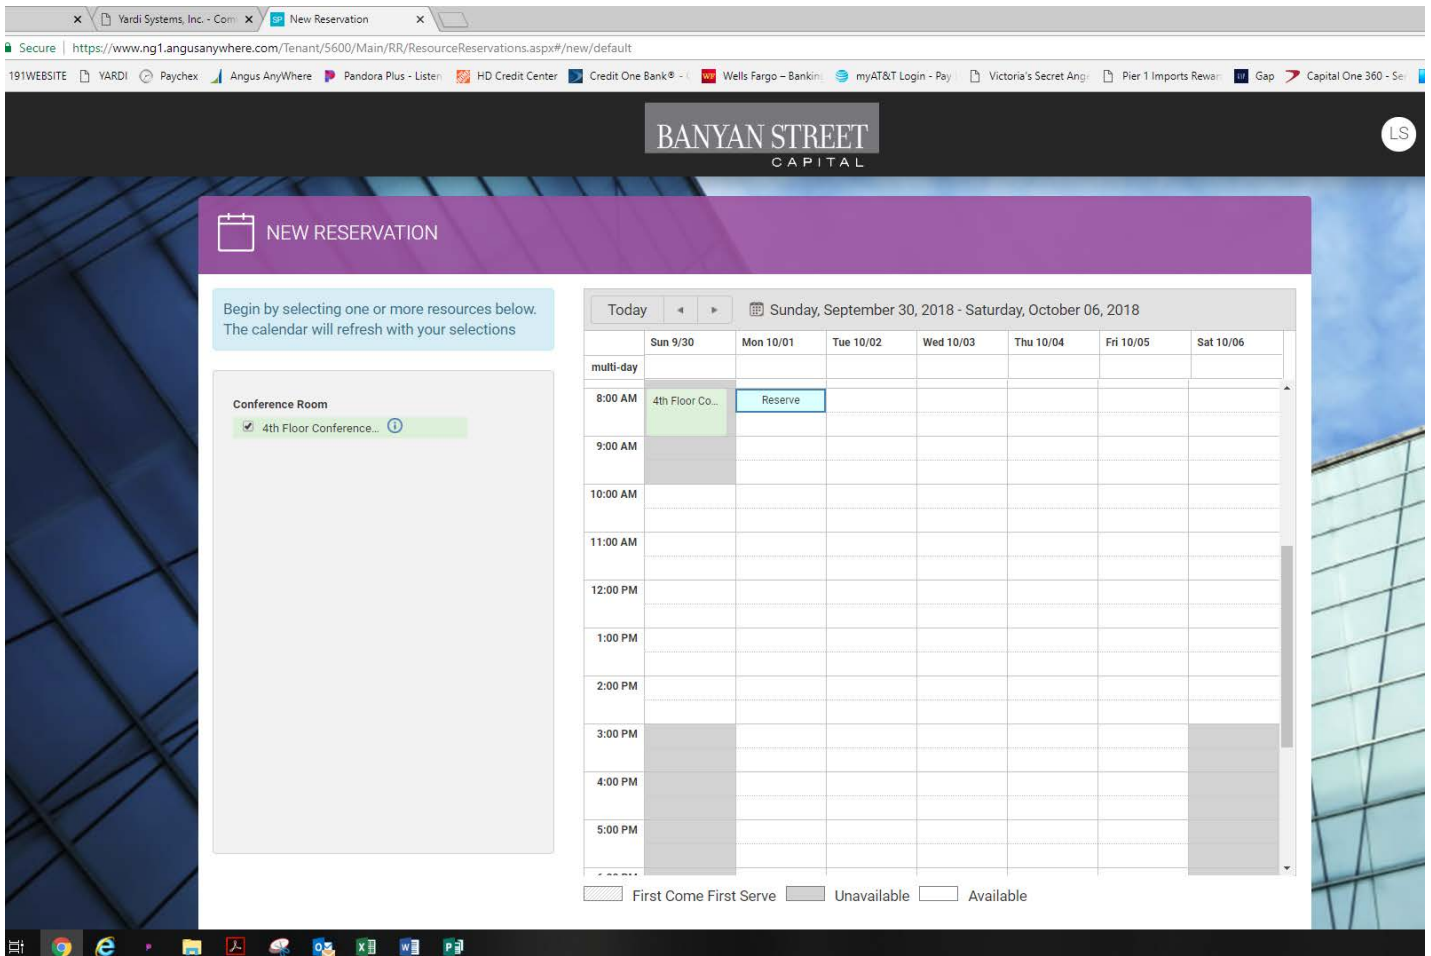 Yardi Systems, Inc. - Com
New Reservation
Secure | https://www.ng1.angusanywhere.com/Tenant/5600/Main/RR/ResourceReservations.aspx#/new/default
191WEBSITE YARDI Paychex Angus AnyWhere Pandora Plus - Listen HD Credit Center Credit One Bank® - Wells Fargo – Banking myAT&T Login - Pay Victoria's Secret Ange Pier 1 Imports Rewar Gap Capital One 360 - Se
BANYAN STREET
CAPITAL
LS
NEW RESERVATION
Begin by selecting one or more resources below.
The calendar will refresh with your selections
Conference Room
4th Floor Conference...
Today Sunday, September 30, 2018 - Saturday, October 06, 2018
Sun 9/30 Mon 10/01 Tue 10/02 Wed 10/03 Thu 10/04 Fri 10/05 Sat 10/06
multi-day
8:00 AM 4th Floor Co... Reserve
9:00 AM
10:00 AM
11:00 AM
12:00 PM
1:00 PM
2:00 PM
3:00 PM
4:00 PM
5:00 PM
First Come First Serve Unavailable Available